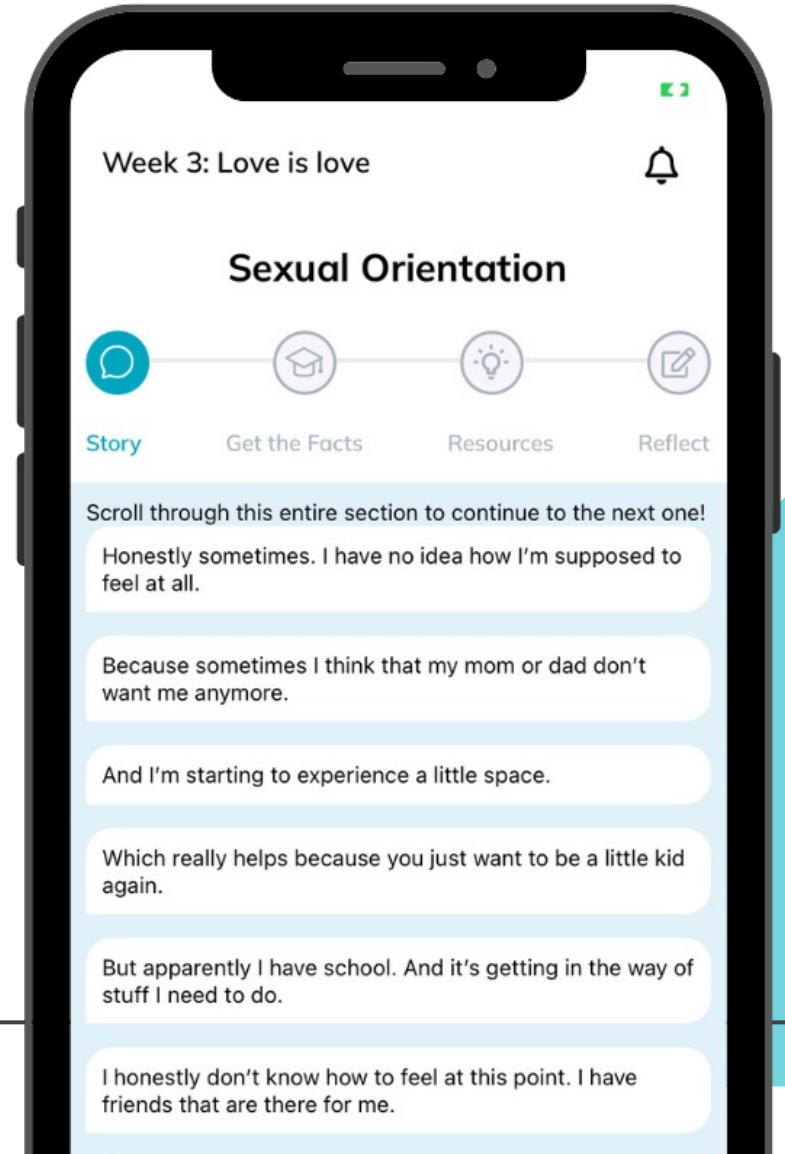 Week 3: Love is love
Sexual Orientation
Story
Get the Facts
Resources
Reflect
Scroll through this entire section to continue to the next one!
Honestly sometimes. I have no idea how I'm supposed to
feel at all.
Because sometimes I think that my mom or dad don't
want me anymore.
And I'm starting to experience a little space.
Which really helps because you just want to be a little kid
again.
But apparently I have school. And it's getting in the way of
stuff I need to do.
I honestly don't know how to feel at this point. I have
friends that are there for me.